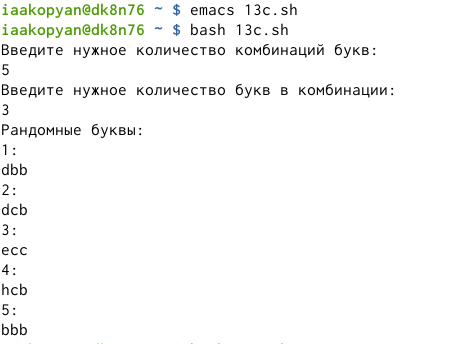 iaakopyan@dk8n76 ~ $ emacs 13c.sh
iaakopyan@dk8n76 ~ $ bash 13c.sh
Введите нужное количество комбинаций букв:
5
Введите нужное количество букв в комбинации:
3
Рандомные буквы:
1:
dbb
2:
dcb
3:
ecc
4:
hcb
5:
bbb